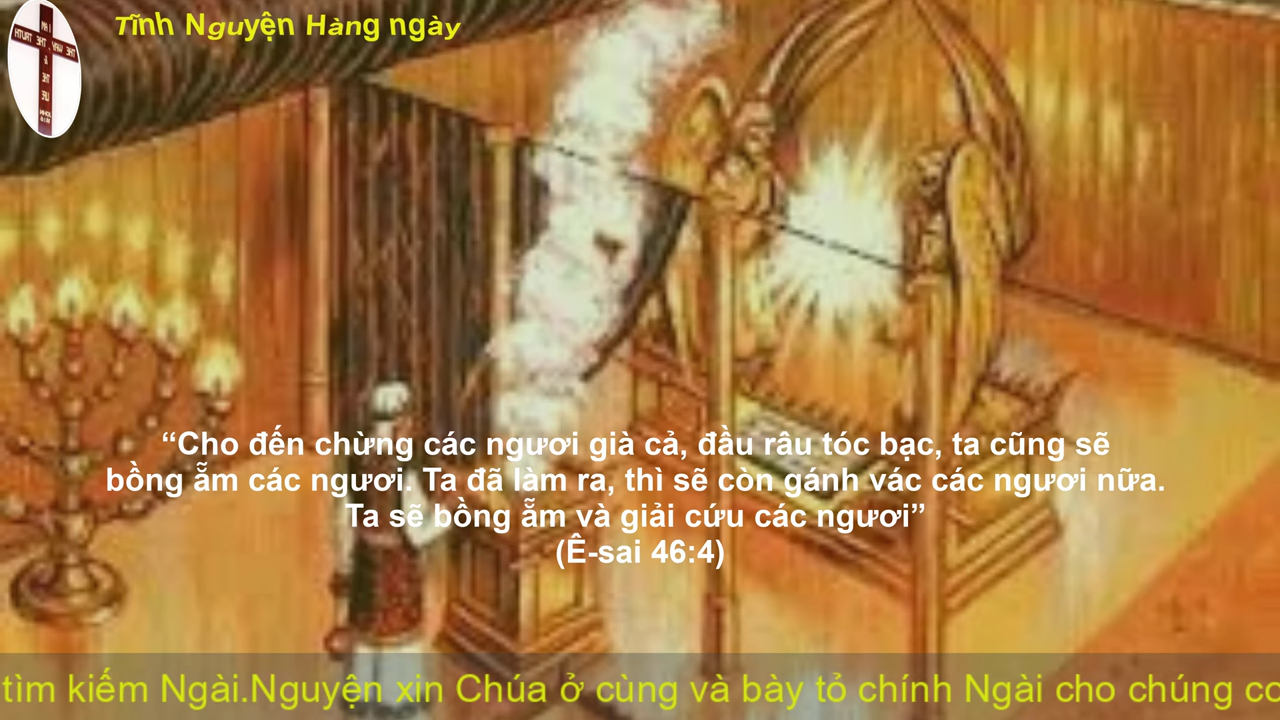 Tĩnh Nguyện Hàng ngày
“Cho đến chừng các ngươi già cả, đầu râu tóc bạc, ta cũng sẽ
bồng ẵm các ngươi. Ta đã làm ra, thì sẽ còn gánh vác các ngươi nữa.
Ta sẽ bồng ẵm và giải cứu các ngươi”
(Ê-sai 46:4)
tìm kiếm Ngài.Nguyện xin Chúa ở cùng và bày tỏ chính Ngài cho chúng